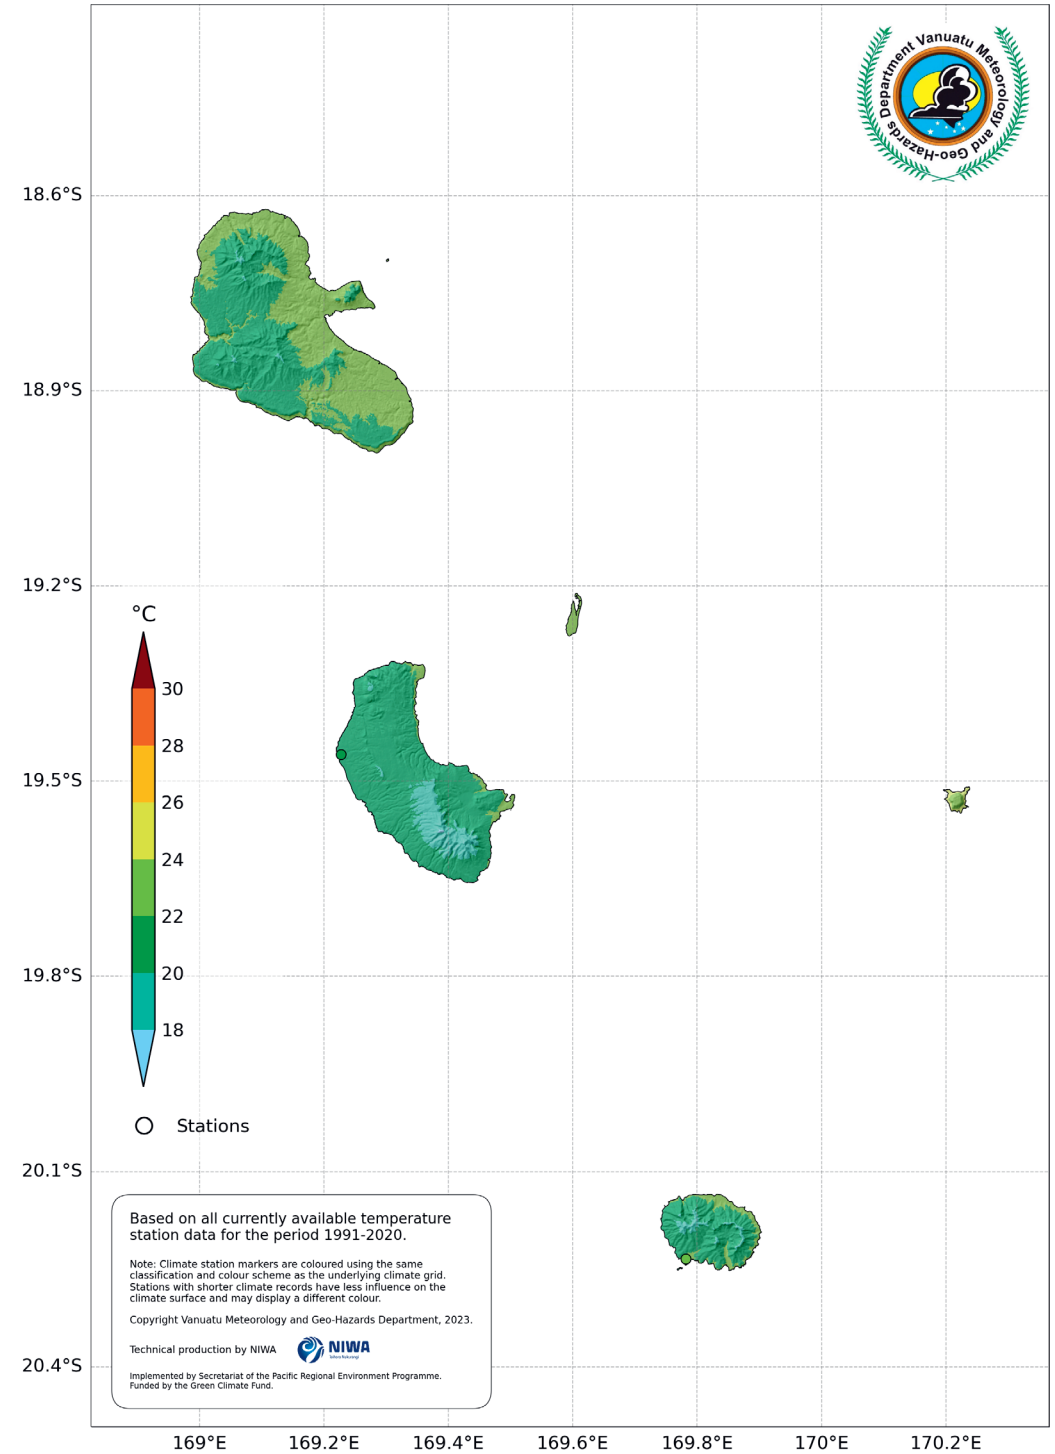 Vanuatu Meteorology and Geo-Hazards Department
18.6°S
18.9°S
19.2°S
°C
30
28
19.5°S
26
24
22
19.8°S
20
18
Stations
20.1°S
Based on all currently available temperature
station data for the period 1991-2020.
Note: Climate station markers are coloured using the same
classification and colour scheme as the underlying climate grid.
Stations with shorter climate records have less influence on the
climate surface and may display a different colour.
Copyright Vanuatu Meteorology and Geo-Hazards Department, 2023.
Technical production by NIWA
NIWA
Implemented by Secretariat of the Pacific Regional Environment Programme.
Funded by the Green Climate Fund.
20.4°S
169°E 169.2°E 169.4°E 169.6°E 169.8°E 170°E 170.2°E